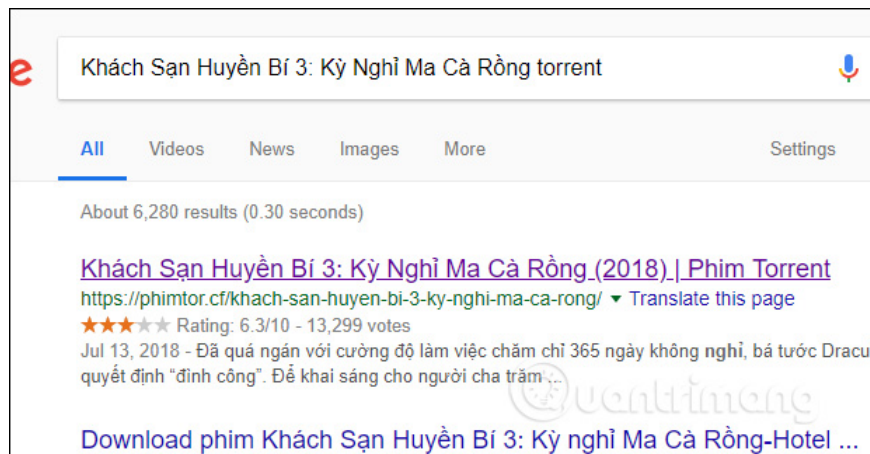 e
Khách Sạn Huyền Bí 3: Kỳ Nghỉ Ma Cà Rồng torrent
All Videos News Images More Settings
About 6,280 results (0.30 seconds)
Khách Sạn Huyền Bí 3: Kỳ Nghỉ Ma Cà Rồng (2018) | Phim Torrent
https://phimtor.cf/khach-san-huyen-bi-3-ky-nghi-ma-ca-rong/ ▼ Translate this page
★★★★★ Rating: 6.3/10 - 13,299 votes
Jul 13, 2018 - Đã quá ngán với cường độ làm việc chăm chỉ 365 ngày không nghỉ, bá tước Dracu
quyết định “đình công”. Để khai sáng cho người cha trăm ...
Quantrimang
Download phim Khách Sạn Huyền Bí 3: Kỳ nghỉ Ma Cà Rồng-Hotel ...